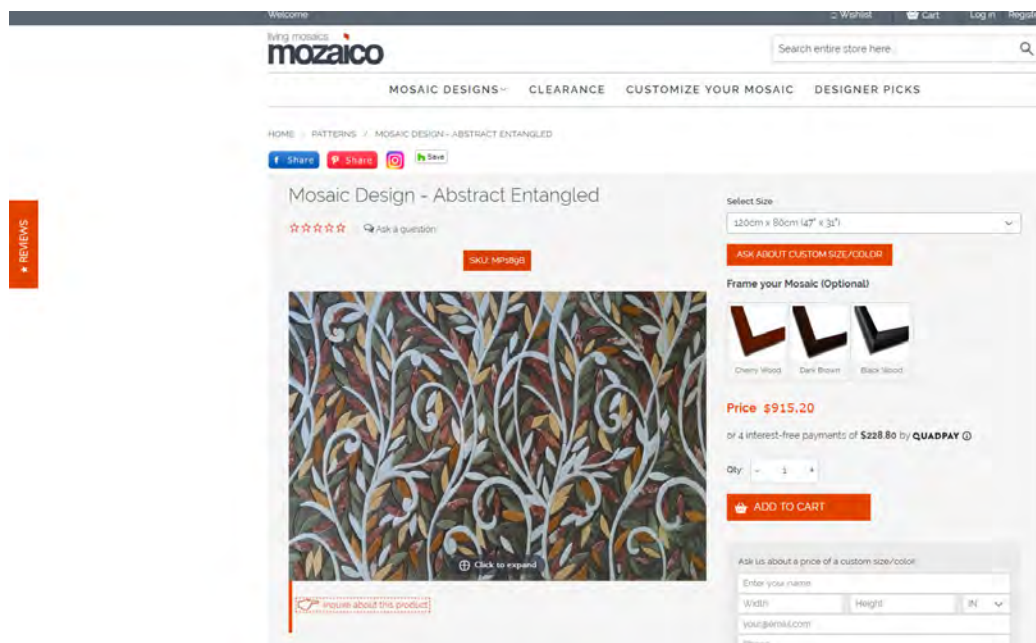 Welcome
Wishlist
Cart
Log in
living mosaics
mozaico
Search entire store here
MOSAIC DESIGNS
CLEARANCE
CUSTOMIZE YOUR MOSAIC
DESIGNER PICKS
HOME / PATTERNS / MOSAIC DESIGN - ABSTRACT ENTANGLED
f Share
Share
Save
★ REVIEWS
Mosaic Design - Abstract Entangled
Ask a question
SKU: MP189B
Click to expand
Inquire about this product
Select Size
120cm x 80cm (47" x 31")
ASK ABOUT CUSTOM SIZE/COLOR
Frame your Mosaic (Optional)
Cherry Wood
Dark Brown
Black Wood
Price $915.20
or 4 interest-free payments of $228.80 by QUADPAY
Qty: - 1 +
ADD TO CART
Ask us about a price of a custom size/color:
Enter your name
Width
Height
IN
your@email.com